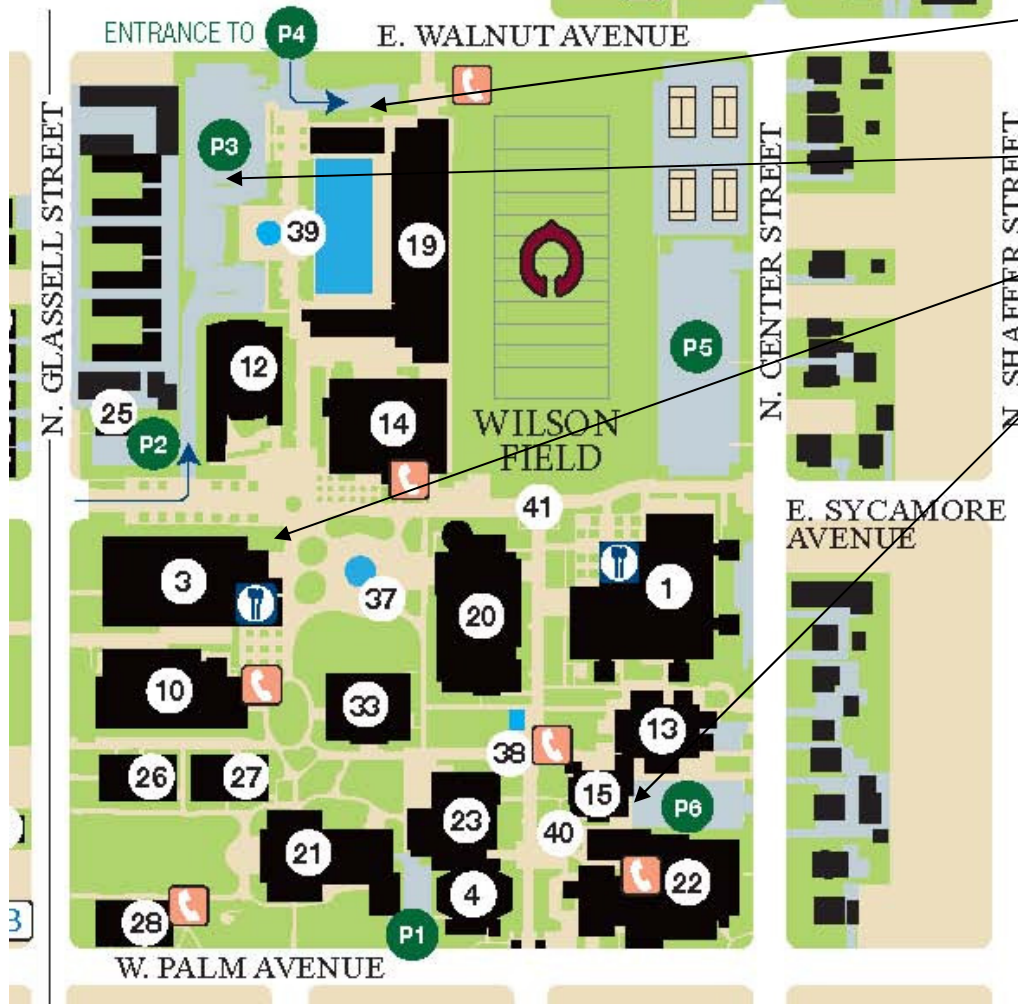 ENTRANCE TO P4
E. WALNUT AVENUE
N. GLASSELL STREET
P3
39
19
N. CENTER STREET
N. SHAFFER STREET
P5
12
25
14
P2
WILSON
FIELD
41
E. SYCAMORE
AVENUE
3
37
20
1
10
33
13
38
26
27
15
P6
23
40
21
4
22
28
P1
W. PALM AVENUE